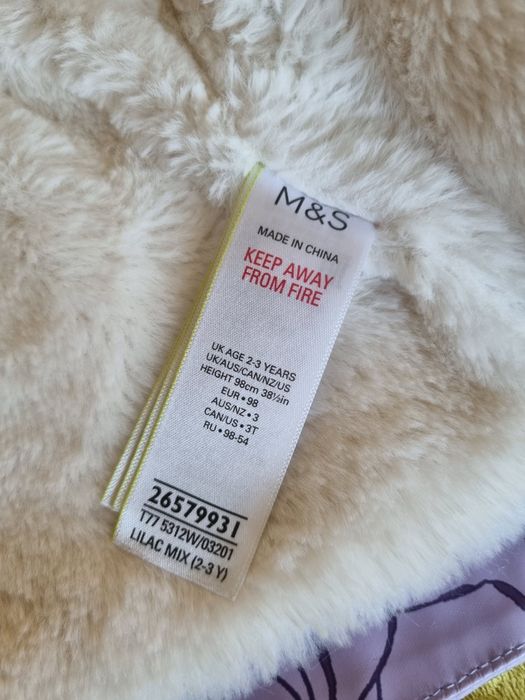 M&S
MADE IN CHINA
KEEP AWAY
FROM FIRE
UK AGE 2-3 YEARS
UK/AUS/CAN/NZ/US
HEIGHT 98cm 38½in
EUR • 98
AUS/NZ • 3
CAN/US • 3T
RU • 98-54
26579931
T77 5312W/03201
LILAC MIX (2-3 Y)